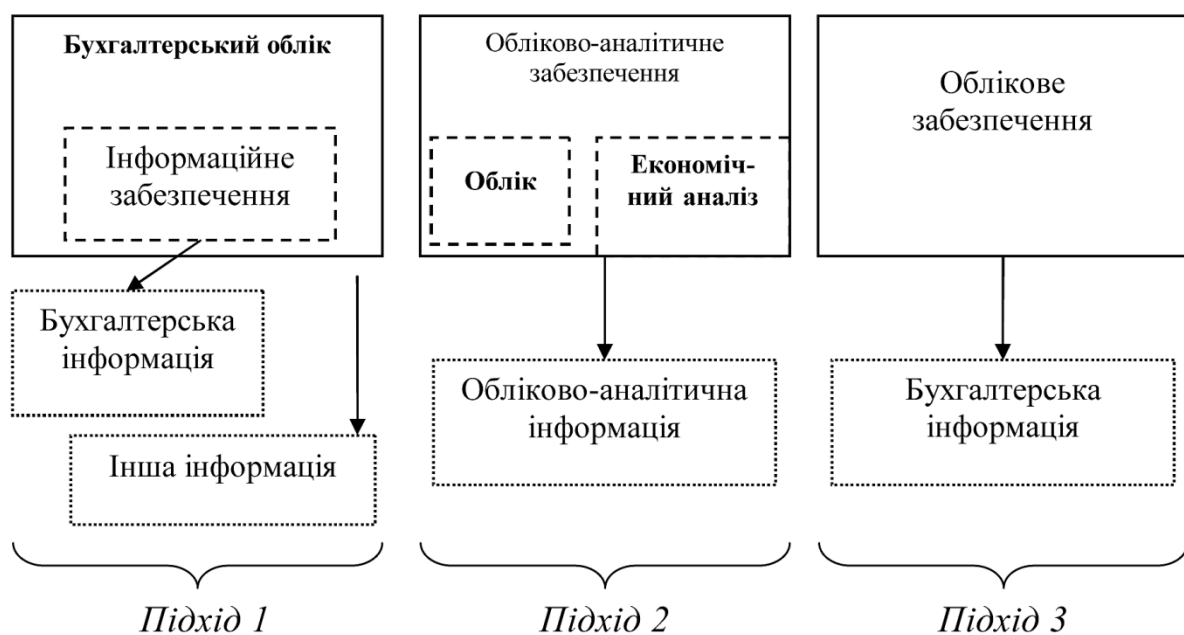 Бухгалтерський облік
Інформаційне
забезпечення
Бухгалтерська
інформація
Інша інформація
Підхід 1
Обліково-аналітичне
забезпечення
Облік
Економіч-
ний аналіз
Обліково-аналітична
інформація
Підхід 2
Облікове
забезпечення
Бухгалтерська
інформація
Підхід 3